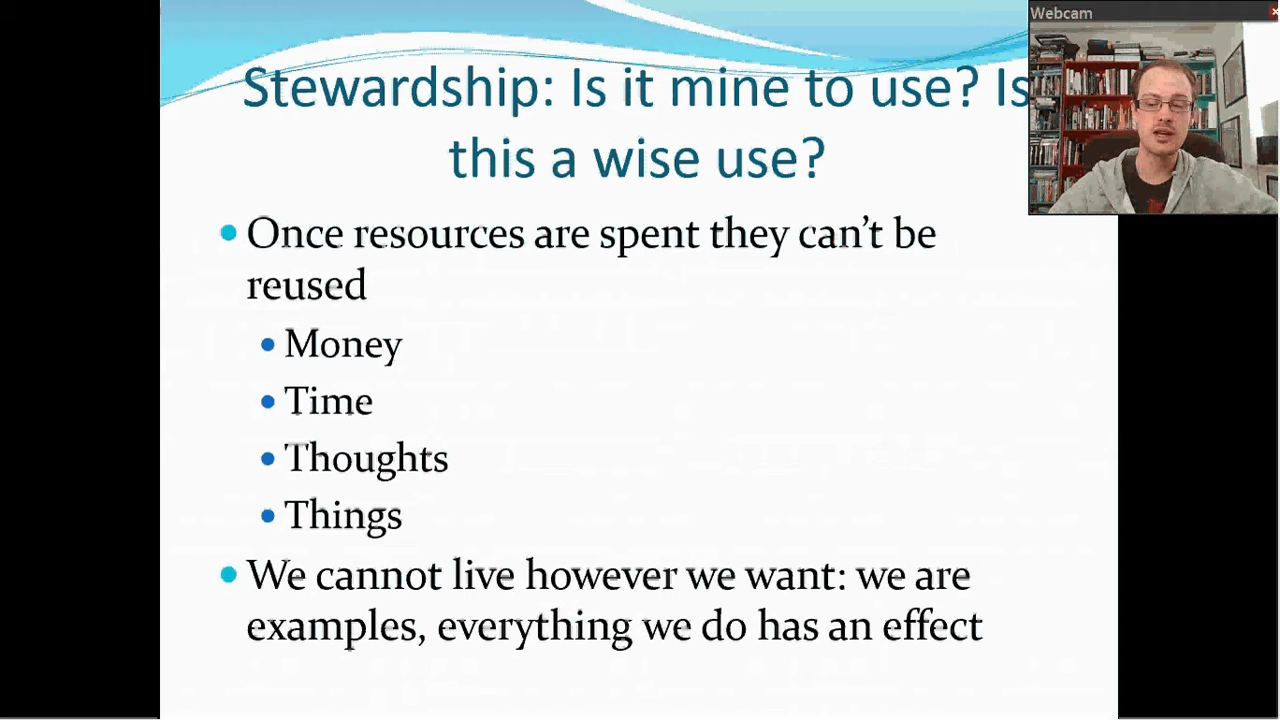 Webcam
Stewardship: Is it mine to use? Is
this a wise use?
Once resources are spent they can’t be
reused
Money
Time
Thoughts
Things
We cannot live however we want: we are
examples, everything we do has an effect